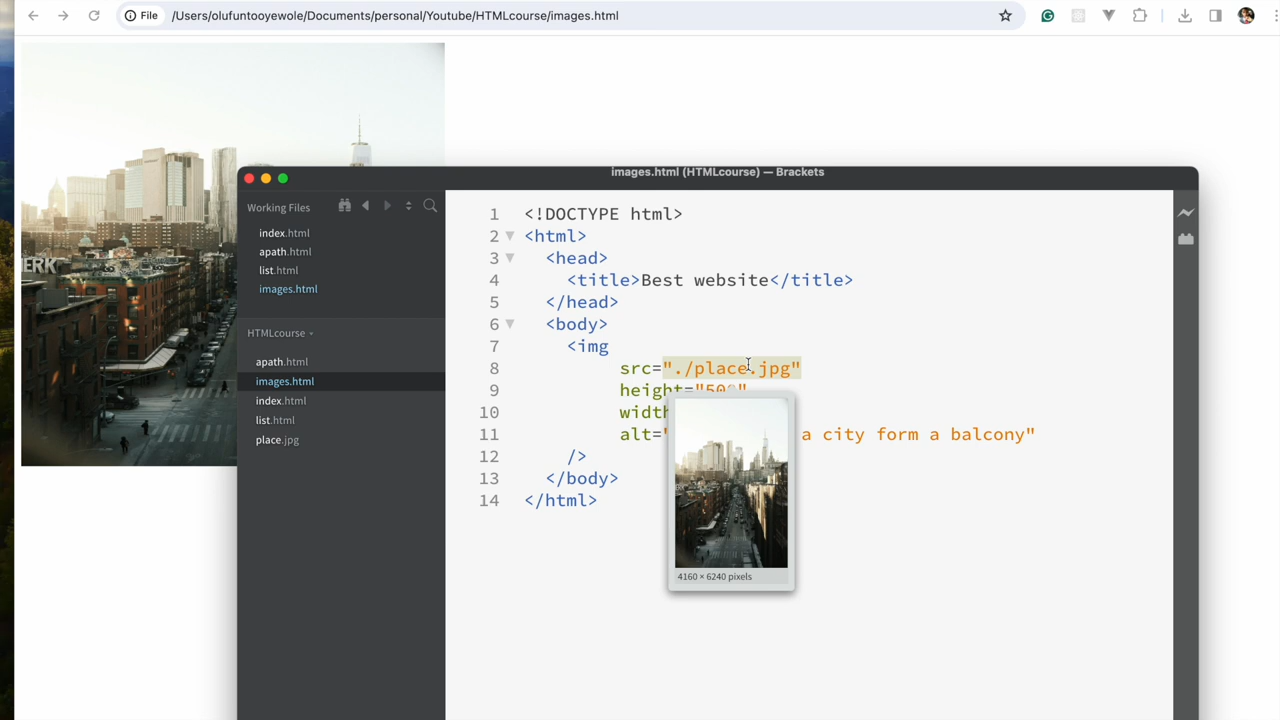 File
/Users/olufuntooyewole/Documents/personal/Youtube/HTMLcourse/images.html
ERK
images.html (HTMLcourse) — Brackets
Working Files
index.html
apath.html
list.html
images.html
HTMLcourse
apath.html
images.html
index.html
list.html
place.jpg
1 <!DOCTYPE html>
2 <html>
3 <head>
4 <title>Best website</title>
5 </head>
6 <body>
7 <img
8 src="./place.jpg"
9 height="500"
10 width
11 alt=" a city form a balcony"
12 />
13 </body>
14 </html>
4160 × 6240 pixels